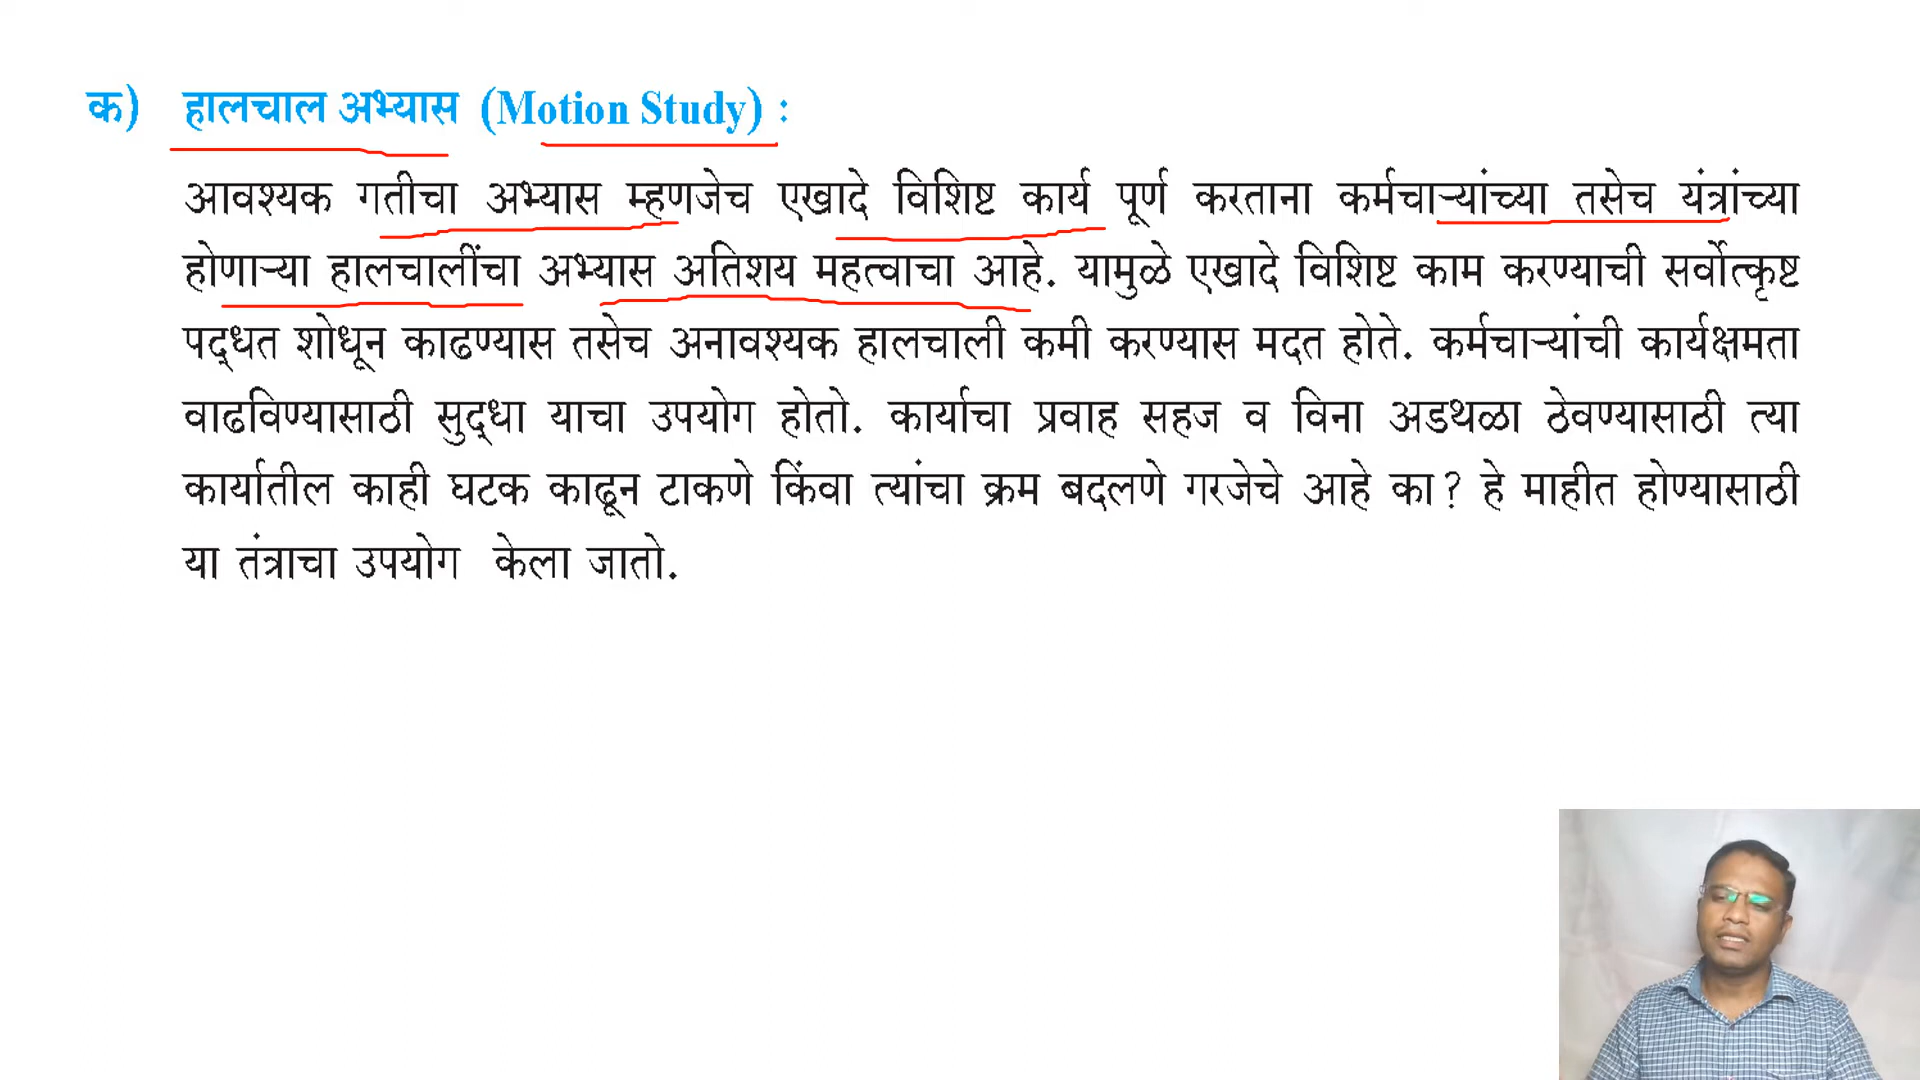 क) हालचाल अभ्यास (Motion Study) :
आवश्यक गतीचा अभ्यास म्हणजेच एखादे विशिष्ट कार्य पूर्ण करताना कर्मचाऱ्यांच्या तसेच यंत्रांच्या
होणाऱ्या हालचालींचा अभ्यास अतिशय महत्वाचा आहे. यामुळे एखादे विशिष्ट काम करण्याची सर्वोत्कृष्ट
पद्धत शोधून काढण्यास तसेच अनावश्यक हालचाली कमी करण्यास मदत होते. कर्मचाऱ्यांची कार्यक्षमता
वाढविण्यासाठी सुद्धा याचा उपयोग होतो. कार्याचा प्रवाह सहज व विना अडथळा ठेवण्यासाठी त्या
कार्यातील काही घटक काढून टाकणे किंवा त्यांचा क्रम बदलणे गरजेचे आहे का? हे माहीत होण्यासाठी
या तंत्राचा उपयोग केला जातो.